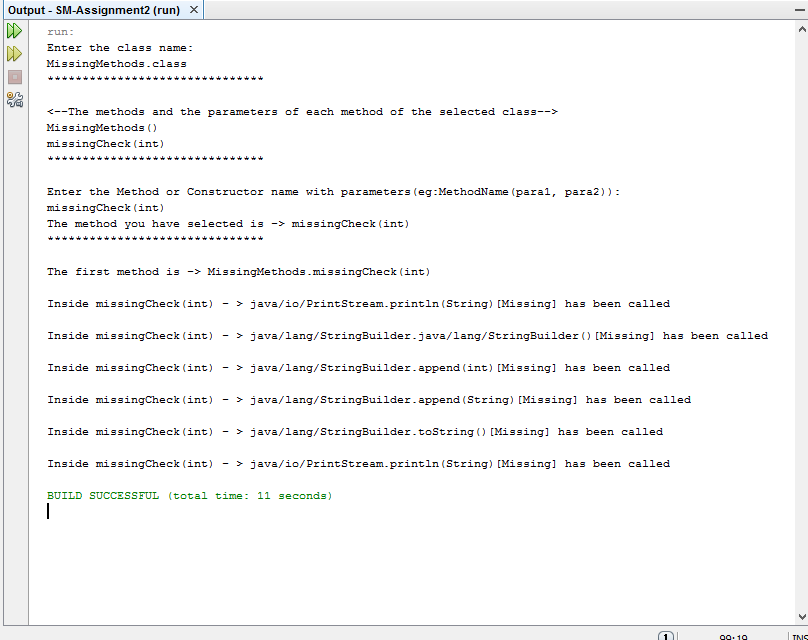 Output - SM-Assignment2 (run) ×
run:
Enter the class name:
MissingMethods.class
*******************************
<--The methods and the parameters of each method of the selected class-->
MissingMethods()
missingCheck(int)
*******************************
Enter the Method or Constructor name with parameters(eg:MethodName(para1, para2)):
missingCheck(int)
The method you have selected is -> missingCheck(int)
*******************************
The first method is -> MissingMethods.missingCheck(int)
Inside missingCheck(int) - > java/io/PrintStream.println(String)[Missing] has been called
Inside missingCheck(int) - > java/lang/StringBuilder.java/lang/StringBuilder()[Missing] has been called
Inside missingCheck(int) - > java/lang/StringBuilder.append(int)[Missing] has been called
Inside missingCheck(int) - > java/lang/StringBuilder.append(String)[Missing] has been called
Inside missingCheck(int) - > java/lang/StringBuilder.toString()[Missing] has been called
Inside missingCheck(int) - > java/io/PrintStream.println(String)[Missing] has been called
BUILD SUCCESSFUL (total time: 11 seconds)
1 99:19 INS